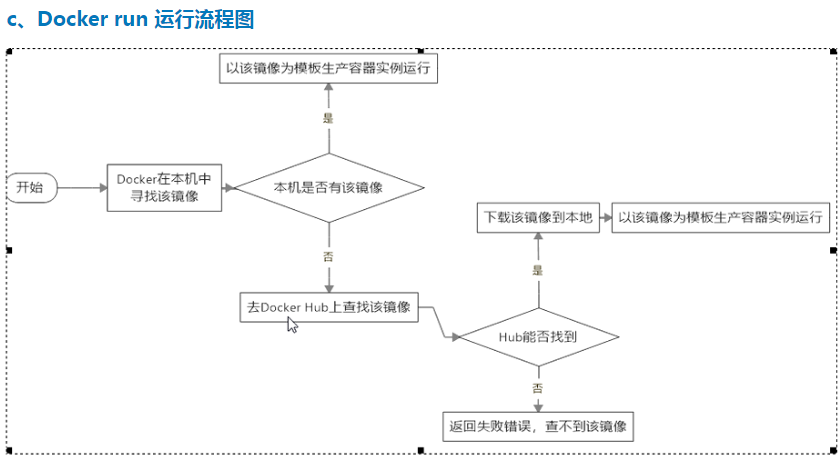 c、Docker run 运行流程图
以该镜像为模板生产容器实例运行
是
开始
Docker在本机中
寻找该镜像
本机是否有该镜像
否
下载该镜像到本地
以该镜像为模板生产容器实例运行
是
去Docker Hub上查找该镜像
Hub能否找到
否
返回失败错误，查不到该镜像